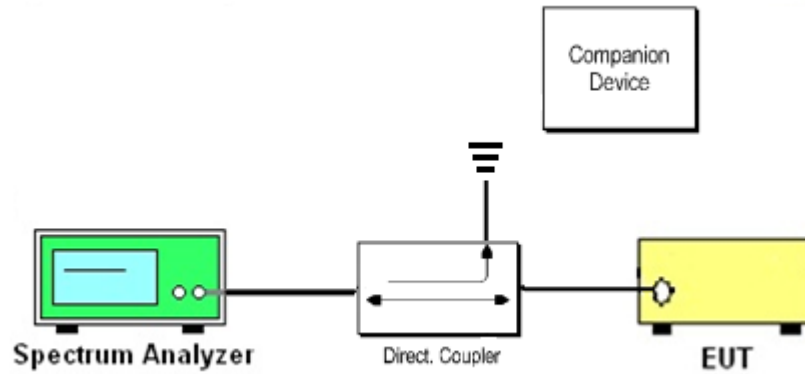 Companion
Device
Spectrum Analyzer
Direct. Coupler
EUT